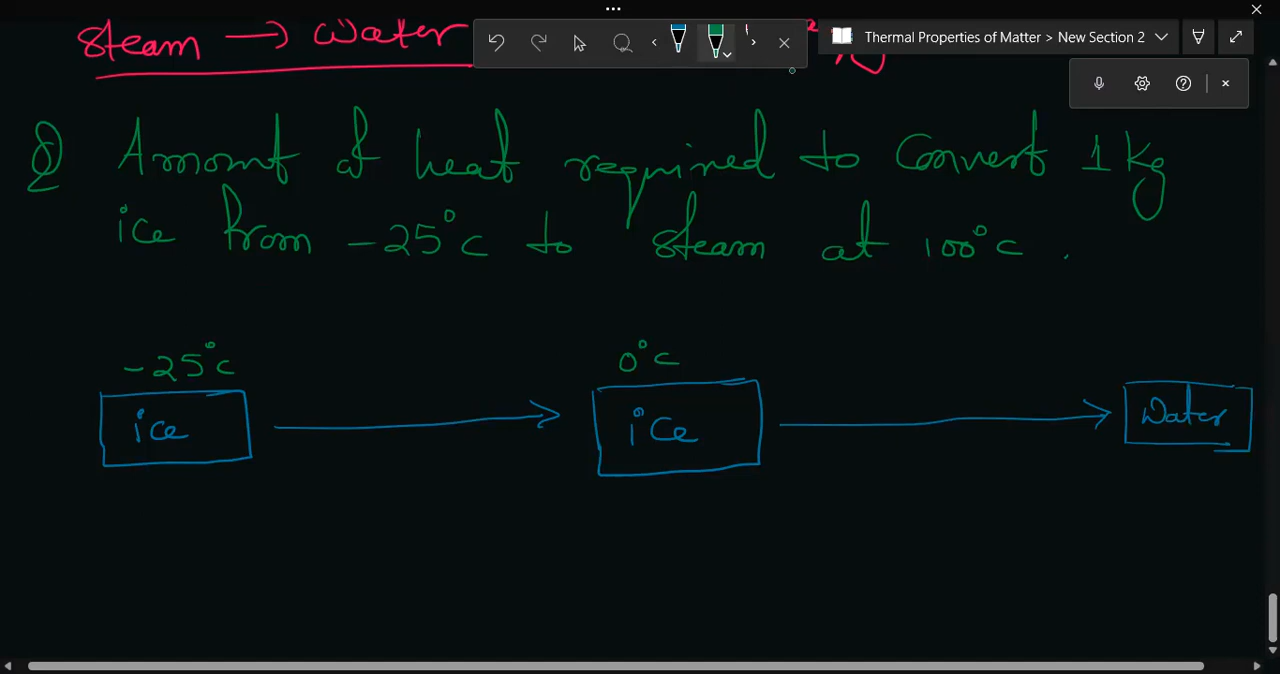 steam → Water
Thermal Properties of Matter > New Section 2
Q) Amount of heat required to Convert 1 Kg
ice from -25°C to steam at 100°C .
-25°C
0°C
ice
ice
Water